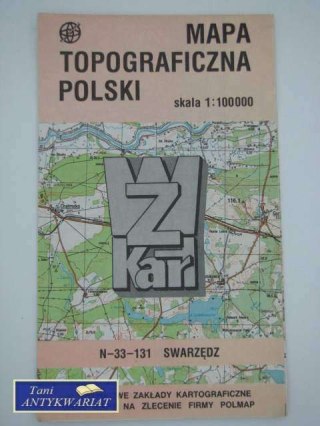 MAPA
TOPOGRAFICZNA
POLSKI
skala 1:100000
WZKart
N-33-131 SWARZĘDZ
WE ZAKŁADY KARTOGRAFICZNE
NA ZLECENIE FIRMY POLMAP
Tani
ANTYKWARIAT